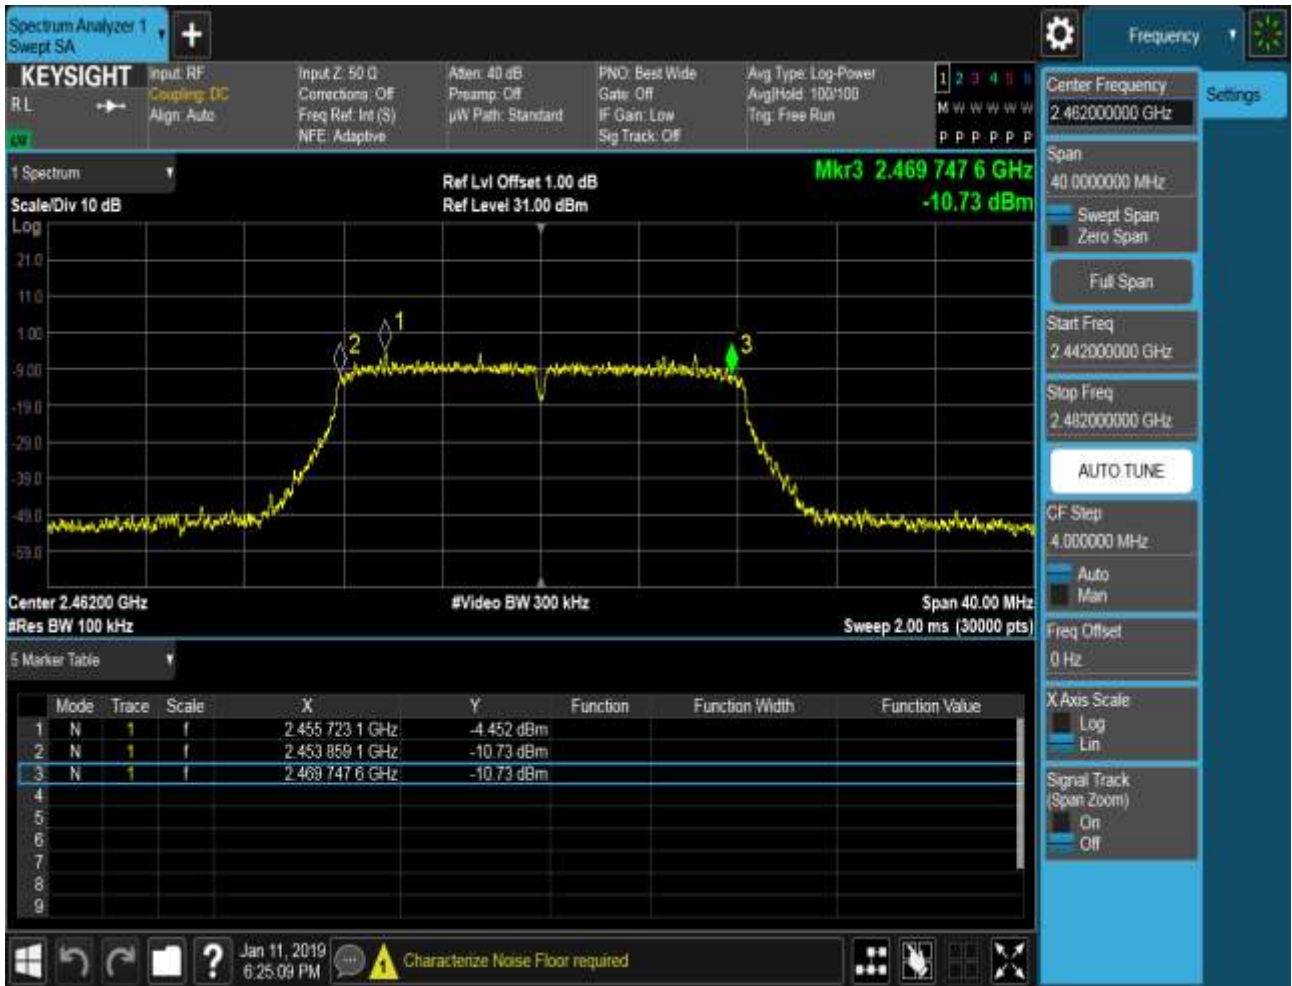 Spectrum Analyzer 1
Swept SA
Frequency
KEYSIGHT
RL
Input: RF
Coupling: DC
Align: Auto
Input Z: 50 Ω
Corrections: Off
Freq Ref: Int (S)
NFE: Adaptive
Atten: 40 dB
Preamp: Off
µW Path: Standard
PNO: Best Wide
Gate: Off
IF Gain: Low
Sig Track: Off
Avg Type: Log-Power
Avg|Hold: 100/100
Trig: Free Run
1 2 3 4 5 6
M W W W W W
P P P P P P
1 Spectrum
Scale/Div 10 dB
Ref Lvl Offset 1.00 dB
Ref Level 31.00 dBm
Mkr3 2.469 747 6 GHz
-10.73 dBm
Log
21.0
11.0
1.00
-9.00
-19.0
-29.0
-39.0
-49.0
-59.0
1
2
3
Center 2.46200 GHz
#Video BW 300 kHz
Span 40.00 MHz
#Res BW 100 kHz
Sweep 2.00 ms (30000 pts)
5 Marker Table
Mode Trace Scale X Y Function Function Width Function Value
1 N 1 f 2.455 723 1 GHz -4.452 dBm
2 N 1 f 2.453 859 1 GHz -10.73 dBm
3 N 1 f 2.469 747 6 GHz -10.73 dBm
4
5
6
7
8
9
Settings
Center Frequency
2.462000000 GHz
Span
40.0000000 MHz
Swept Span
Zero Span
Full Span
Start Freq
2.442000000 GHz
Stop Freq
2.482000000 GHz
AUTO TUNE
CF Step
4.000000 MHz
Auto
Man
Freq Offset
0 Hz
X Axis Scale
Log
Lin
Signal Track
(Span Zoom)
On
Off
?
Jan 11, 2019
6:25:09 PM
1
Characterize Noise Floor required